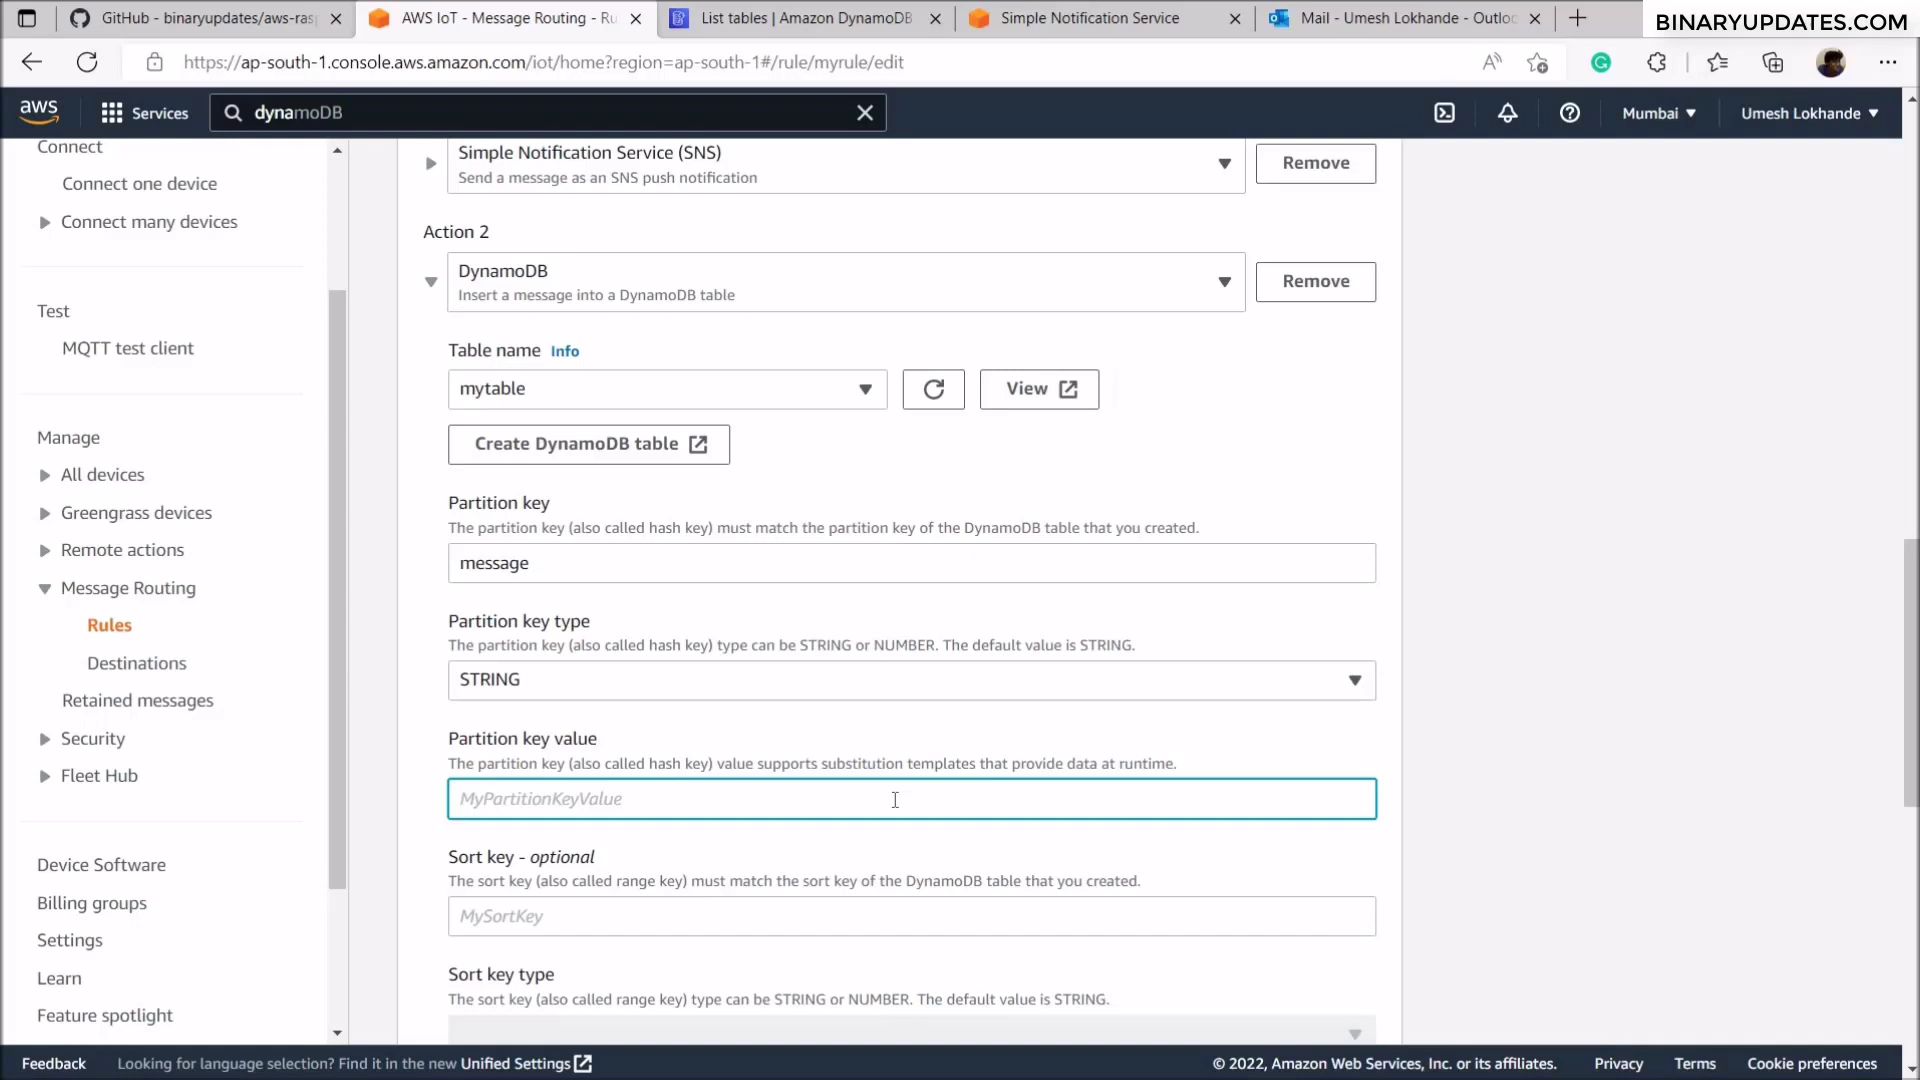 GitHub - binaryupdates/aws-ras
AWS IoT - Message Routing - Ru
List tables | Amazon DynamoDB
Simple Notification Service
Mail - Umesh Lokhande - Outlo
BINARYUPDATES.COM
https://ap-south-1.console.aws.amazon.com/iot/home?region=ap-south-1#/rule/myrule/edit
aws
Services
dynamoDB
Mumbai
Umesh Lokhande
Connect
Connect one device
Connect many devices
Test
MQTT test client
Manage
All devices
Greengrass devices
Remote actions
Message Routing
Rules
Destinations
Retained messages
Security
Fleet Hub
Device Software
Billing groups
Settings
Learn
Feature spotlight
Simple Notification Service (SNS)
Send a message as an SNS push notification
Remove
Action 2
DynamoDB
Insert a message into a DynamoDB table
Remove
Table name Info
mytable
View
Create DynamoDB table
Partition key
The partition key (also called hash key) must match the partition key of the DynamoDB table that you created.
message
Partition key type
The partition key (also called hash key) type can be STRING or NUMBER. The default value is STRING.
STRING
Partition key value
The partition key (also called hash key) value supports substitution templates that provide data at runtime.
MyPartitionKeyValue
Sort key - optional
The sort key (also called range key) must match the sort key of the DynamoDB table that you created.
MySortKey
Sort key type
The sort key (also called range key) type can be STRING or NUMBER. The default value is STRING.
Feedback
Looking for language selection? Find it in the new Unified Settings
© 2022, Amazon Web Services, Inc. or its affiliates.
Privacy
Terms
Cookie preferences